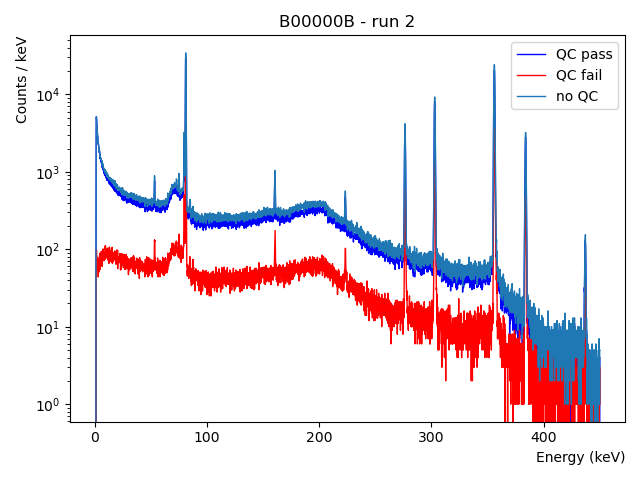 B00000B - run 2
Counts / keV
QC pass
QC fail
no QC
10⁴
10³
10²
10¹
10⁰
0 100 200 300 400
Energy (keV)